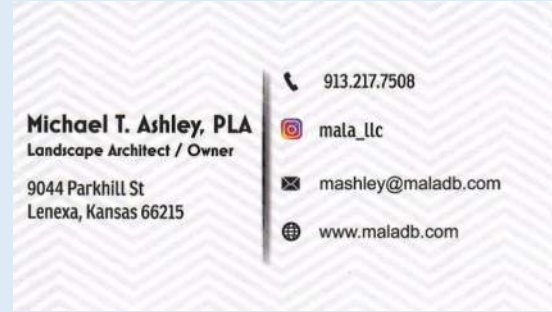 Michael T. Ashley, PLA
Landscape Architect / Owner
9044 Parkhill St
Lenexa, Kansas 66215
913.217.7508
mala_llc
mashley@maladb.com
www.maladb.com